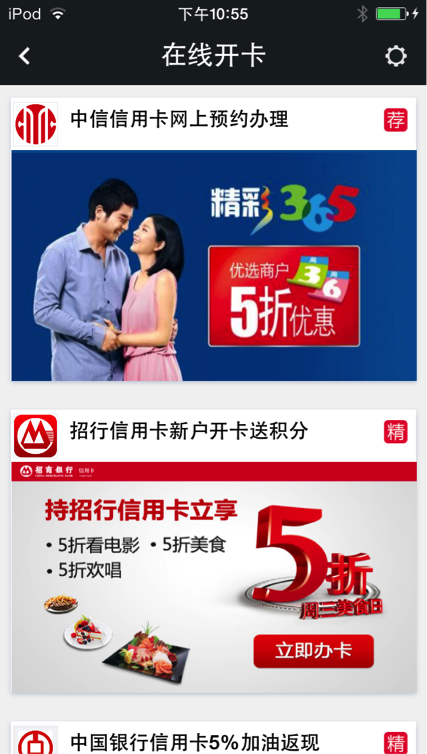 iPod 下午10:55
在线开卡
中信信用卡网上预约办理 荐
精彩365
优选商户 周3 周6
5折优惠
招行信用卡新户开卡送积分 精
招商银行 信用卡
持招行信用卡立享
•5折看电影 •5折美食
•5折欢唱
5折
周三美食日
立即办卡
中国银行信用卡5%加油返现 精